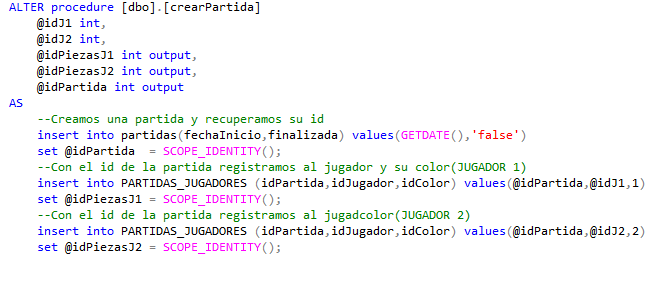 ALTER procedure [dbo].[crearPartida]
@idJ1 int,
@idJ2 int,
@idPiezasJ1 int output,
@idPiezasJ2 int output,
@idPartida int output
AS
--Creamos una partida y recuperamos su id
insert into partidas(fechaInicio,finalizada) values(GETDATE(),'false')
set @idPartida  = SCOPE_IDENTITY();
--Con el id de la partida registramos al jugador y su color(JUGADOR 1)
insert into PARTIDAS_JUGADORES (idPartida,idJugador,idColor) values(@idPartida,@idJ1,1)
set @idPiezasJ1 = SCOPE_IDENTITY();
--Con el id de la partida registramos al jugadcolor(JUGADOR 2)
insert into PARTIDAS_JUGADORES (idPartida,idJugador,idColor) values(@idPartida,@idJ2,2)
set @idPiezasJ2 = SCOPE_IDENTITY();